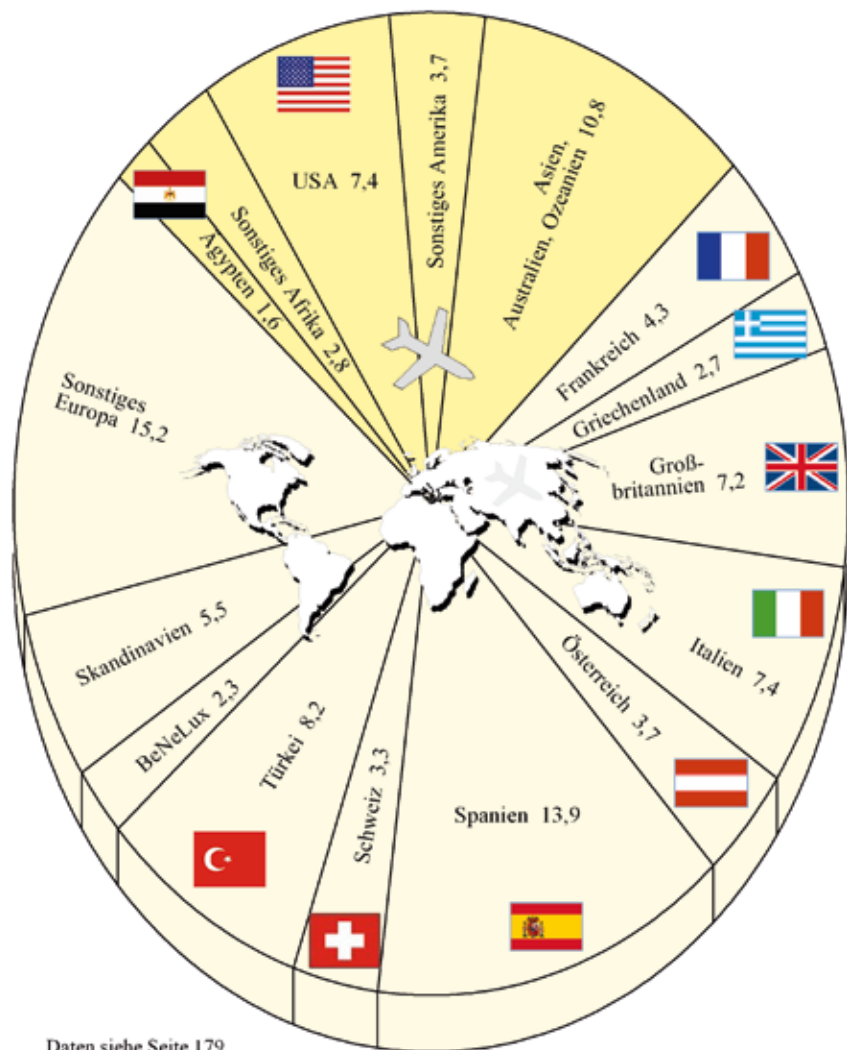 Sonstiges Amerika 3,7
Asien,
Australien, Ozeanien 10,8
USA 7,4
Sonstiges Afrika 2,8
Ägypten 1,6
Frankreich 4,3
Griechenland 2,7
Sonstiges
Europa 15,2
Groß-
britannien 7,2
Italien 7,4
Österreich 3,7
Skandinavien 5,5
BeNeLux 2,3
Türkei 8,2
Schweiz 3,3
Spanien 13,9
Daten siehe Seite 179